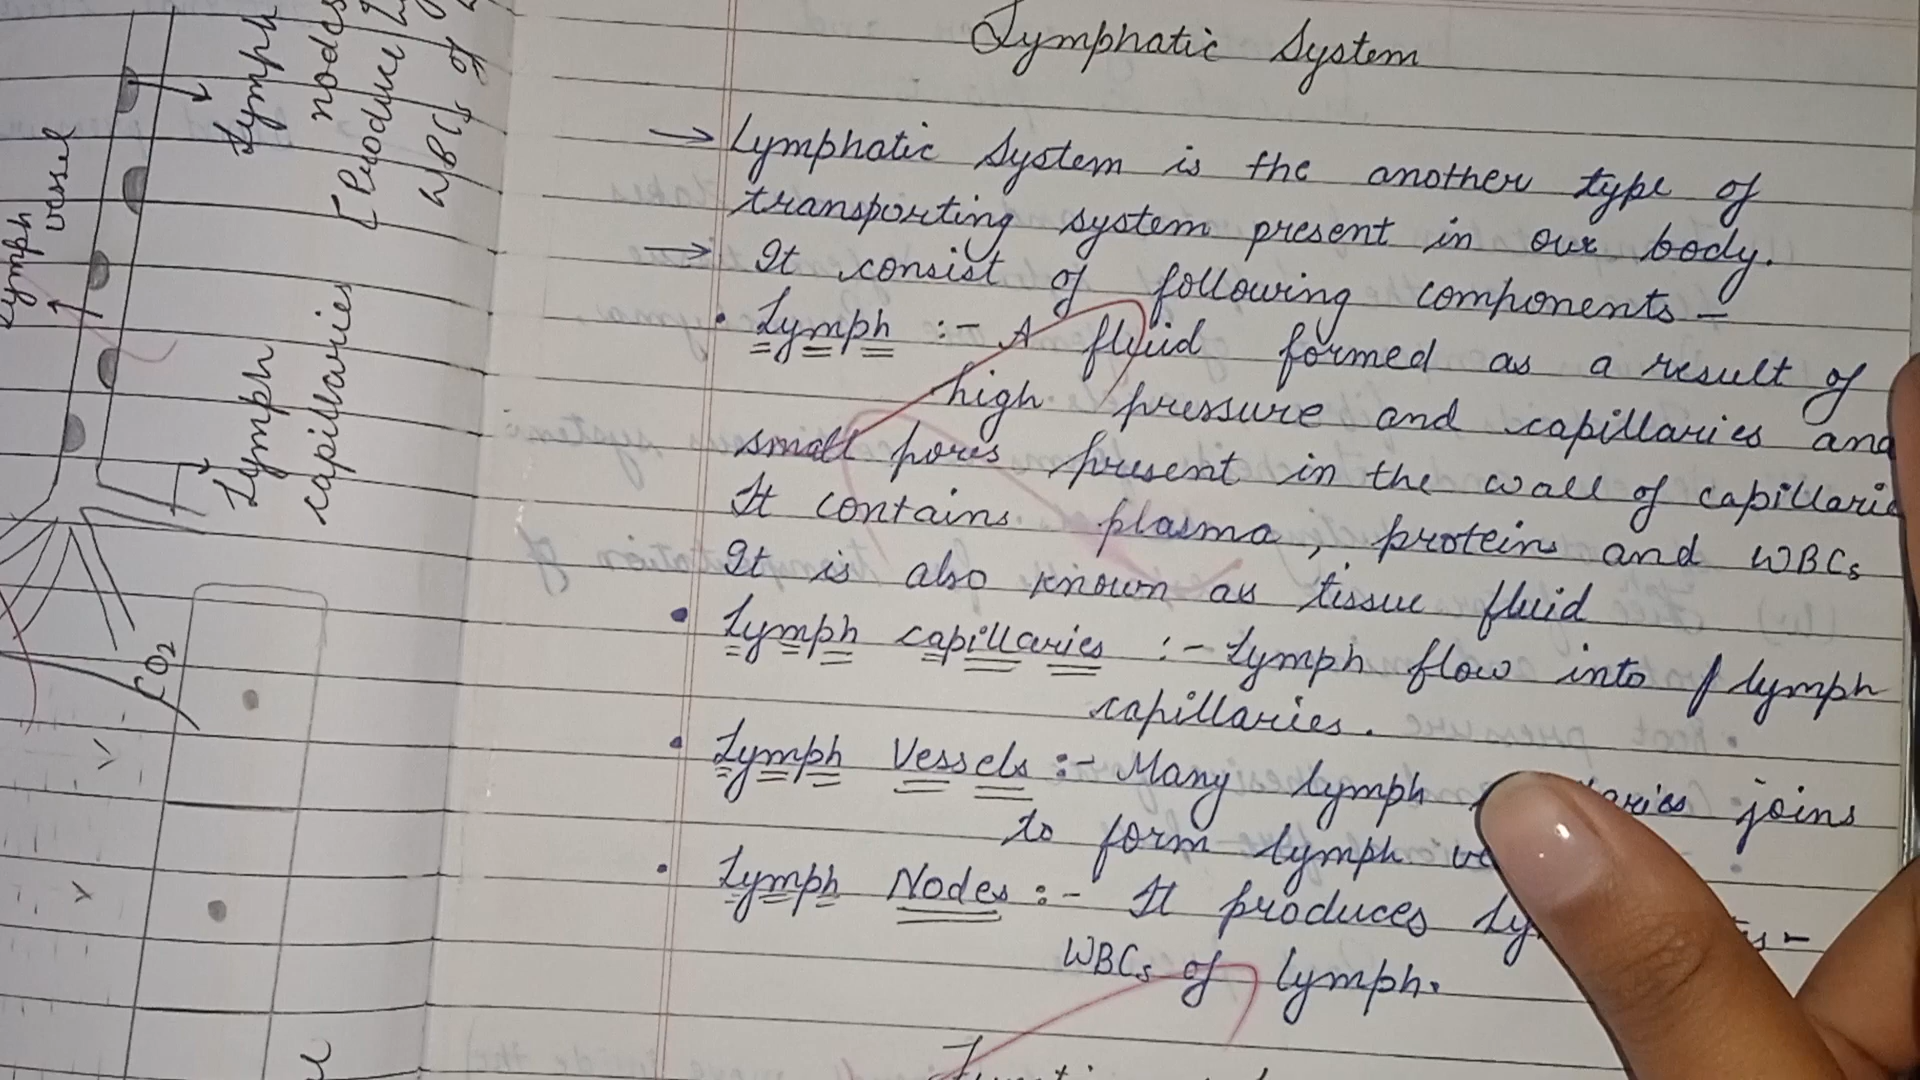 Lymphatic System
→ Lymphatic System is the another type of
transporting system present in our body.
→ It consist of following components -
• Lymph :- A fluid formed as a result of
high pressure and capillaries and
small pores present in the wall of
It contains plasma, proteins and WBCs
It is also known as tissue fluid
• Lymph capillaries :- Lymph flow into lymph
capillaries.
• Lymph Vessels :- Many lymph joins
to form lymph
• Lymph Nodes :- It produces
WBCs of lymph.
Lymph
vessel
Lymph
nodes
[Produce
WBCs of
Lymph
capillaries
CO2